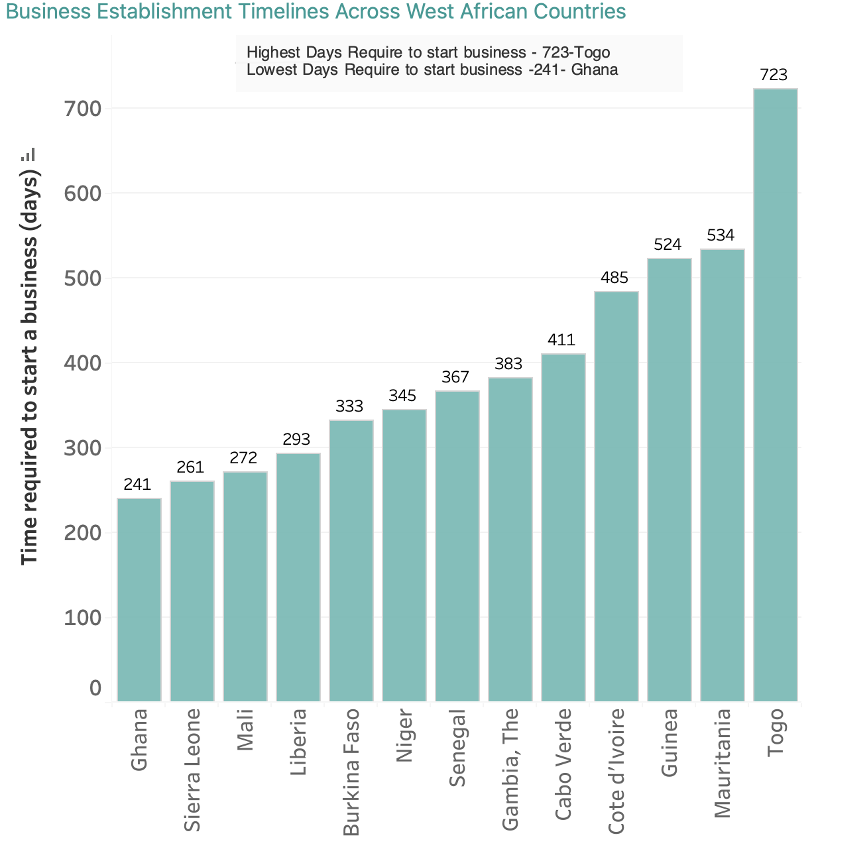 Business Establishment Timelines Across West African Countries
Highest Days Require to start business - 723-Togo
Lowest Days Require to start business -241- Ghana
Time required to start a business (days)
700
600
500
400
300
200
100
0
241
261
272
293
333
345
367
383
411
485
524
534
723
Ghana
Sierra Leone
Mali
Liberia
Burkina Faso
Niger
Senegal
Gambia, The
Cabo Verde
Cote d’Ivoire
Guinea
Mauritania
Togo